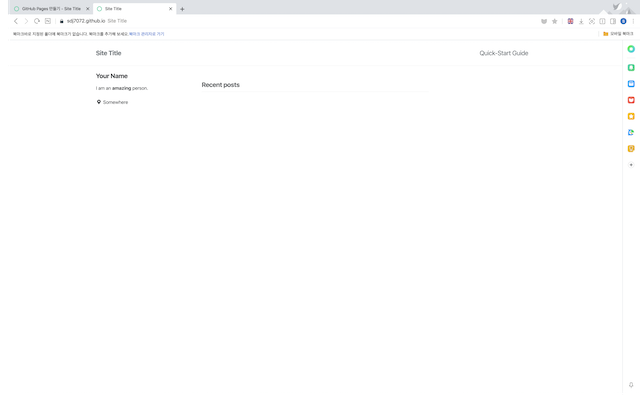 GitHub Pages 만들기 - Site Title
Site Title
sdj7072.github.io Site Title
북마크바로 지정된 폴더에 북마크가 없습니다. 북마크를 추가해 보세요. 북마크 관리자로 가기
모바일 북마크
Site Title
Quick-Start Guide
Your Name
I am an amazing person.
Somewhere
Recent posts